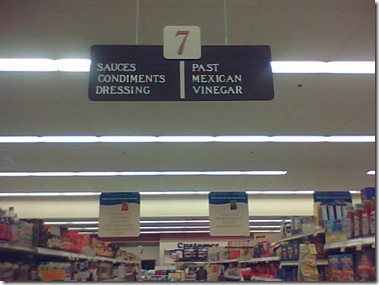 7
SAUCES
CONDIMENTS
DRESSING
PAST
MEXICAN
VINEGAR